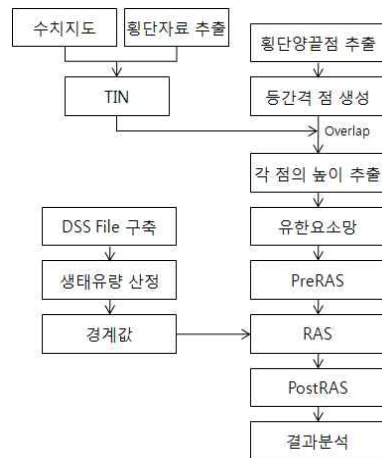 수치지도
횡단자료 추출
횡단양끝점 추출
TIN
등간격 점 생성
Overlap
각 점의 높이 추출
DSS File 구축
유한요소망
생태유량 산정
PreRAS
경계값
RAS
PostRAS
결과분석